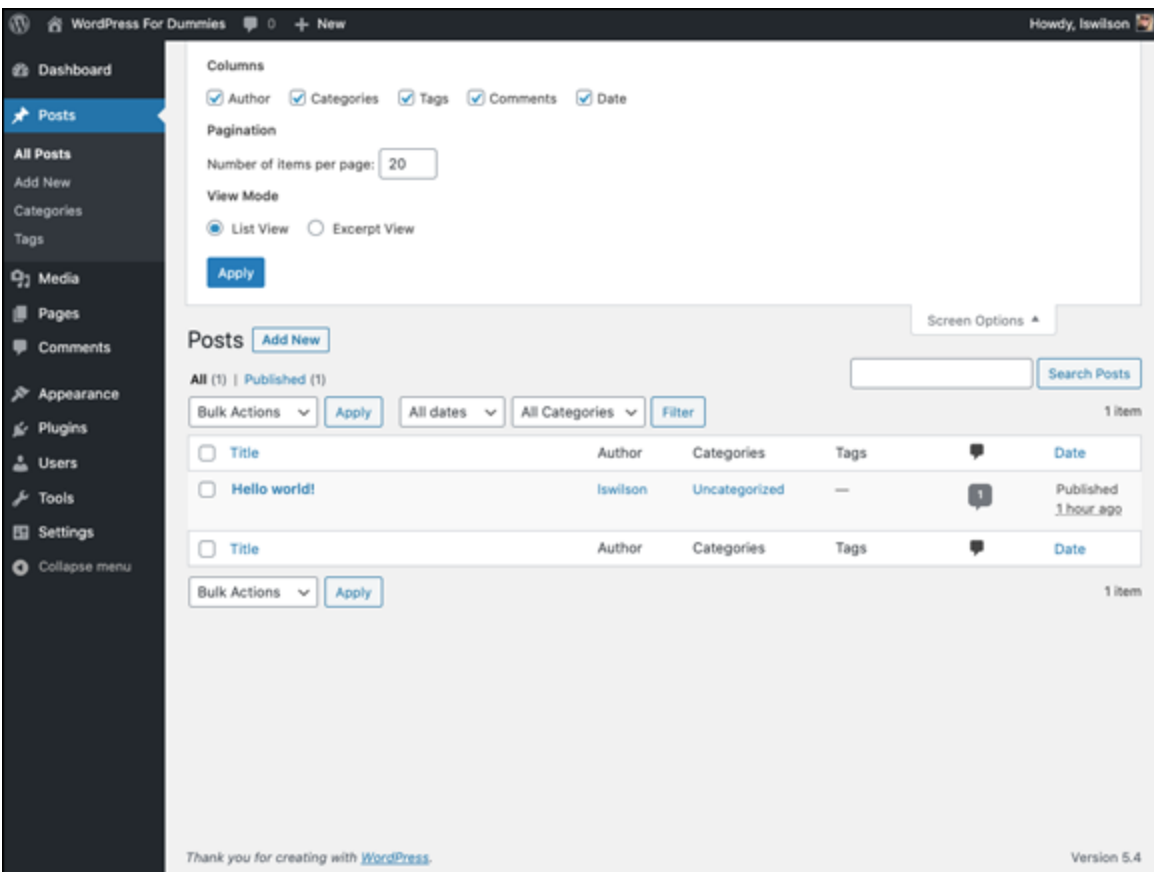 WordPress For Dummies 0 + New Howdy, lswilson
Dashboard
Posts
All Posts
Add New
Categories
Tags
Media
Pages
Comments
Appearance
Plugins
Users
Tools
Settings
Collapse menu
Columns
Author Categories Tags Comments Date
Pagination
Number of items per page: 20
View Mode
List View Excerpt View
Apply
Screen Options
Posts Add New
All (1) | Published (1)
Search Posts
Bulk Actions Apply All dates All Categories Filter 1 item
Title Author Categories Tags Date
Hello world! lswilson Uncategorized — 1 Published
1 hour ago
Title Author Categories Tags Date
Bulk Actions Apply 1 item
Thank you for creating with WordPress. Version 5.4